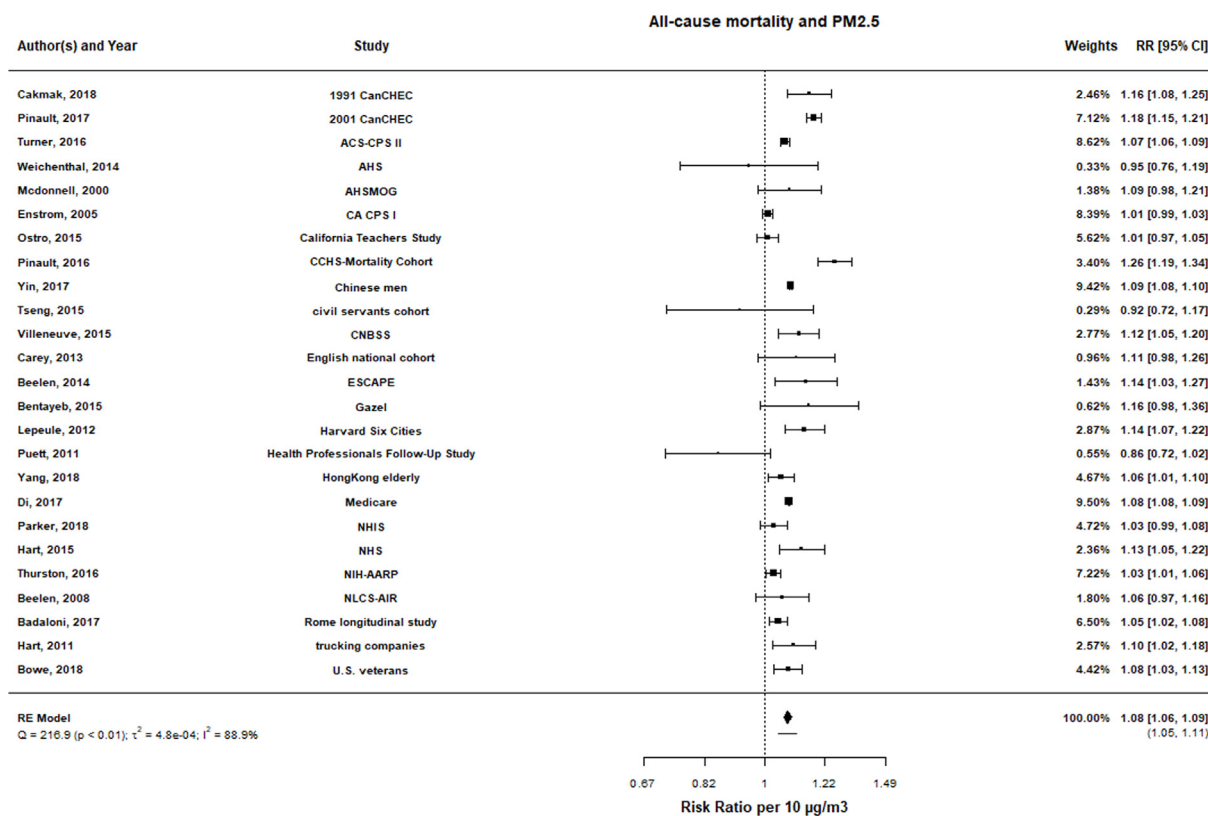 All-cause mortality and PM2.5
Author(s) and Year Study Weights RR [95% CI]
Cakmak, 2018 1991 CanCHEC 2.46% 1.16 [1.08, 1.25]
Pinault, 2017 2001 CanCHEC 7.12% 1.18 [1.15, 1.21]
Turner, 2016 ACS-CPS II 8.62% 1.07 [1.06, 1.09]
Weichenthal, 2014 AHS 0.33% 0.95 [0.76, 1.19]
Mcdonnell, 2000 AHSMOG 1.38% 1.09 [0.98, 1.21]
Enstrom, 2005 CA CPS I 8.39% 1.01 [0.99, 1.03]
Ostro, 2015 California Teachers Study 5.62% 1.01 [0.97, 1.05]
Pinault, 2016 CCHS-Mortality Cohort 3.40% 1.26 [1.19, 1.34]
Yin, 2017 Chinese men 9.42% 1.09 [1.08, 1.10]
Tseng, 2015 civil servants cohort 0.29% 0.92 [0.72, 1.17]
Villeneuve, 2015 CNBSS 2.77% 1.12 [1.05, 1.20]
Carey, 2013 English national cohort 0.96% 1.11 [0.98, 1.26]
Beelen, 2014 ESCAPE 1.43% 1.14 [1.03, 1.27]
Bentayeb, 2015 Gazel 0.62% 1.16 [0.98, 1.36]
Lepeule, 2012 Harvard Six Cities 2.87% 1.14 [1.07, 1.22]
Puett, 2011 Health Professionals Follow-Up Study 0.55% 0.86 [0.72, 1.02]
Yang, 2018 HongKong elderly 4.67% 1.06 [1.01, 1.10]
Di, 2017 Medicare 9.50% 1.08 [1.08, 1.09]
Parker, 2018 NHIS 4.72% 1.03 [0.99, 1.08]
Hart, 2015 NHS 2.36% 1.13 [1.05, 1.22]
Thurston, 2016 NIH-AARP 7.22% 1.03 [1.01, 1.06]
Beelen, 2008 NLCS-AIR 1.80% 1.06 [0.97, 1.16]
Badaloni, 2017 Rome longitudinal study 6.50% 1.05 [1.02, 1.08]
Hart, 2011 trucking companies 2.57% 1.10 [1.02, 1.18]
Bowe, 2018 U.S. veterans 4.42% 1.08 [1.03, 1.13]
RE Model 100.00% 1.08 [1.06, 1.09]
Q = 216.9 (p < 0.01); τ² = 4.8e-04; I² = 88.9% (1.05, 1.11)
0.67 0.82 1 1.22 1.49
Risk Ratio per 10 µg/m3